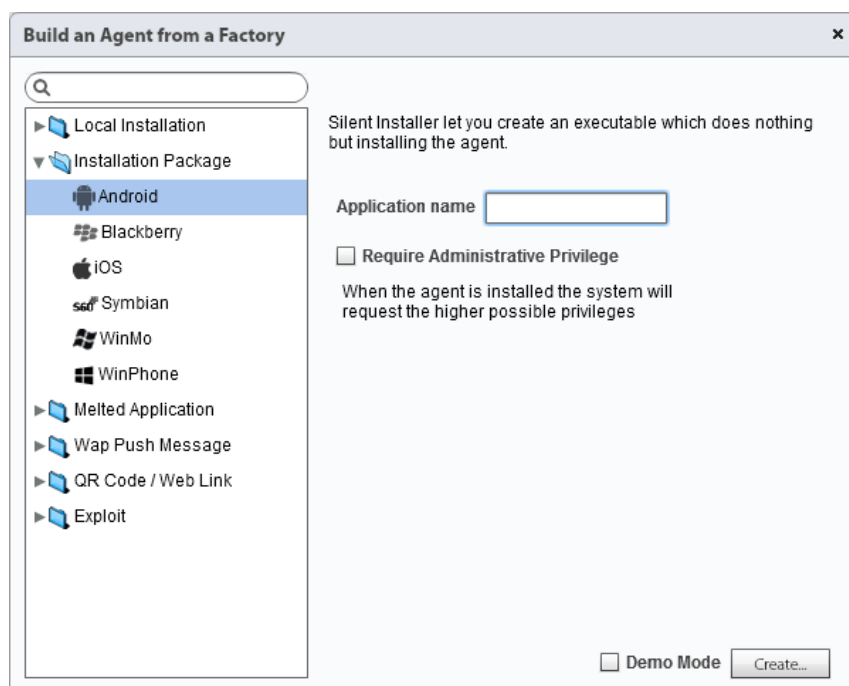 Build an Agent from a Factory
Local Installation
Installation Package
Android
Blackberry
iOS
S60 Symbian
WinMo
WinPhone
Melted Application
Wap Push Message
QR Code / Web Link
Exploit
Silent Installer let you create an executable which does nothing
but installing the agent.
Application name
Require Administrative Privilege
When the agent is installed the system will
request the higher possible privileges
Demo Mode
Create...